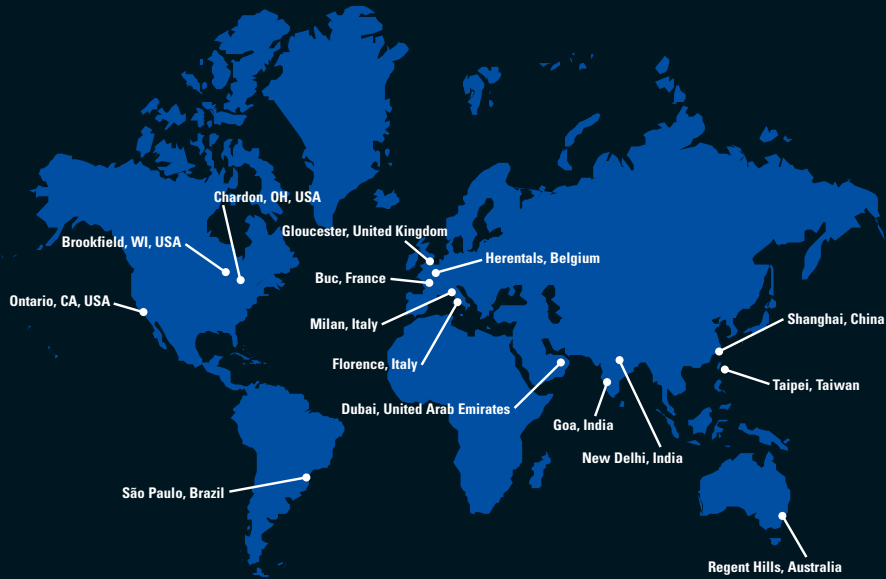 Chardon, OH, USA
Gloucester, United Kingdom
Brookfield, WI, USA
Herentals, Belgium
Buc, France
Ontario, CA, USA
Shanghai, China
Milan, Italy
Florence, Italy
Taipei, Taiwan
Dubai, United Arab Emirates
Goa, India
New Delhi, India
São Paulo, Brazil
Regent Hills, Australia